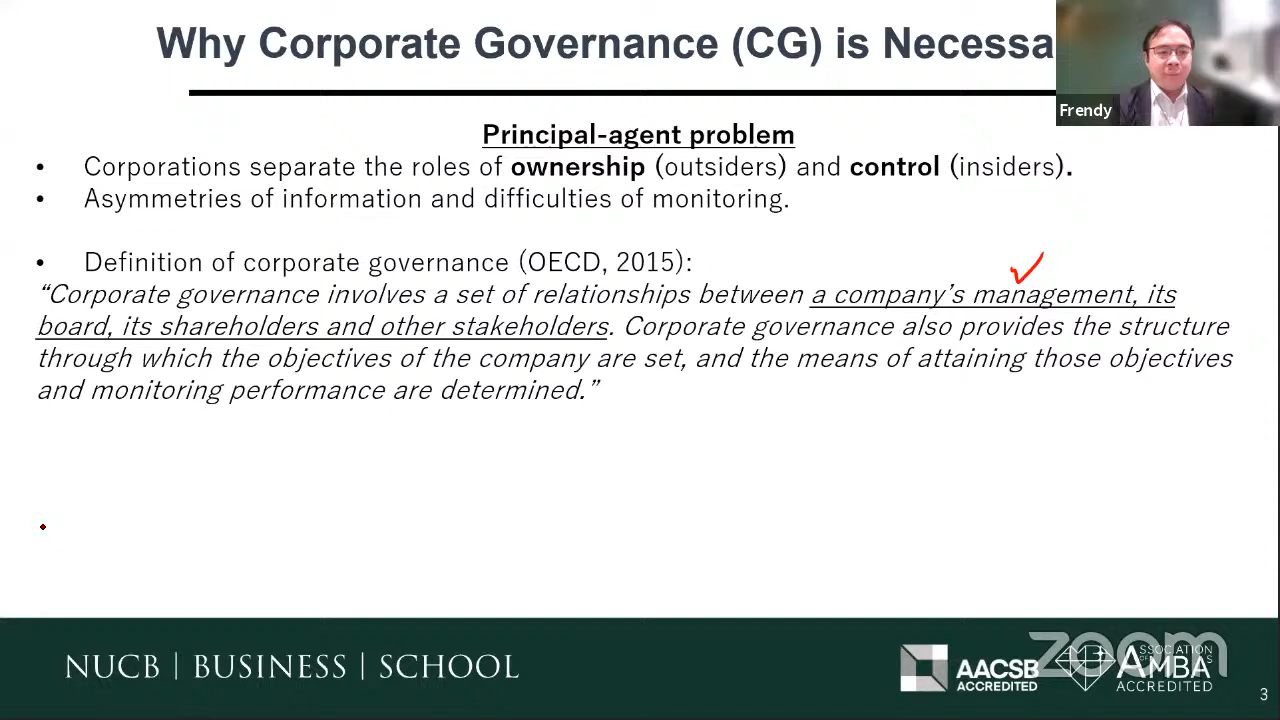 Why Corporate Governance (CG) is Necessa
Frendy
Principal-agent problem
• Corporations separate the roles of ownership (outsiders) and control (insiders).
• Asymmetries of information and difficulties of monitoring.
• Definition of corporate governance (OECD, 2015):
“Corporate governance involves a set of relationships between a company’s management, its
board, its shareholders and other stakeholders. Corporate governance also provides the structure
through which the objectives of the company are set, and the means of attaining those objectives
and monitoring performance are determined.”
NUCB | BUSINESS | SCHOOL
AACSB
ACCREDITED
zoom
AMBA
ACCREDITED
3